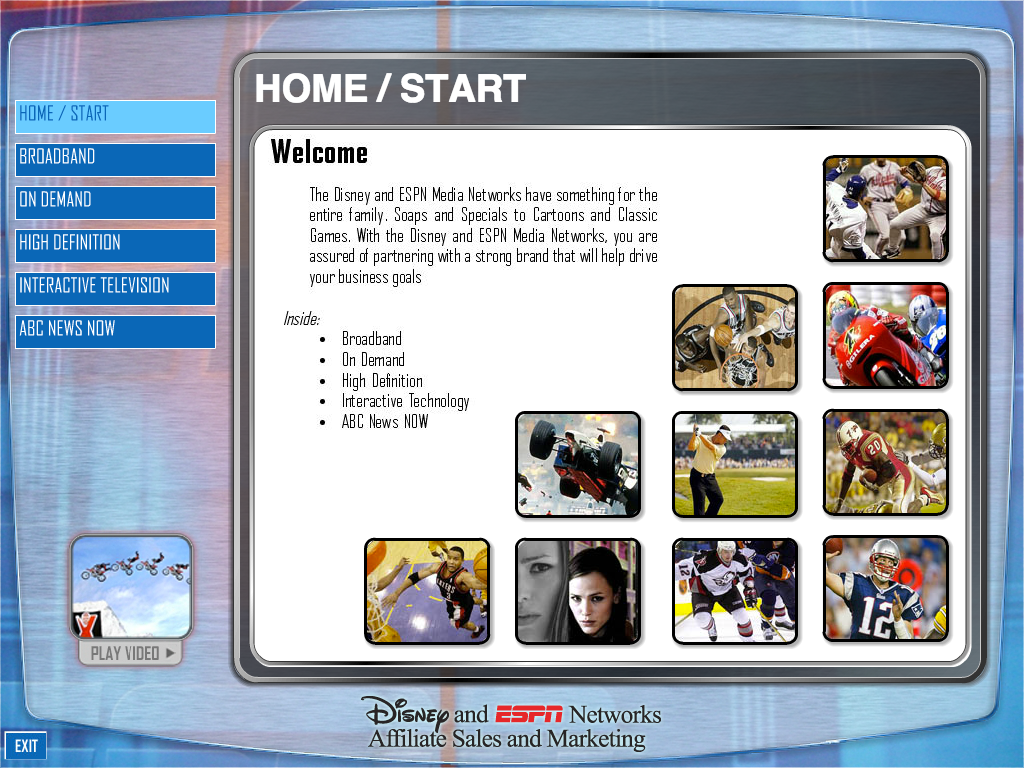 HOME / START
HOME / START
BROADBAND
ON DEMAND
HIGH DEFINITION
INTERACTIVE TELEVISION
ABC NEWS NOW
Welcome
The Disney and ESPN Media Networks have something for the
entire family. Soaps and Specials to Cartoons and Classic
Games. With the Disney and ESPN Media Networks, you are
assured of partnering with a strong brand that will help drive
your business goals
Inside:
• Broadband
• On Demand
• High Definition
• Interactive Technology
• ABC News NOW
GILERA
20
12
12
X
PLAY VIDEO
Disney and ESPN Networks
Affiliate Sales and Marketing
EXIT